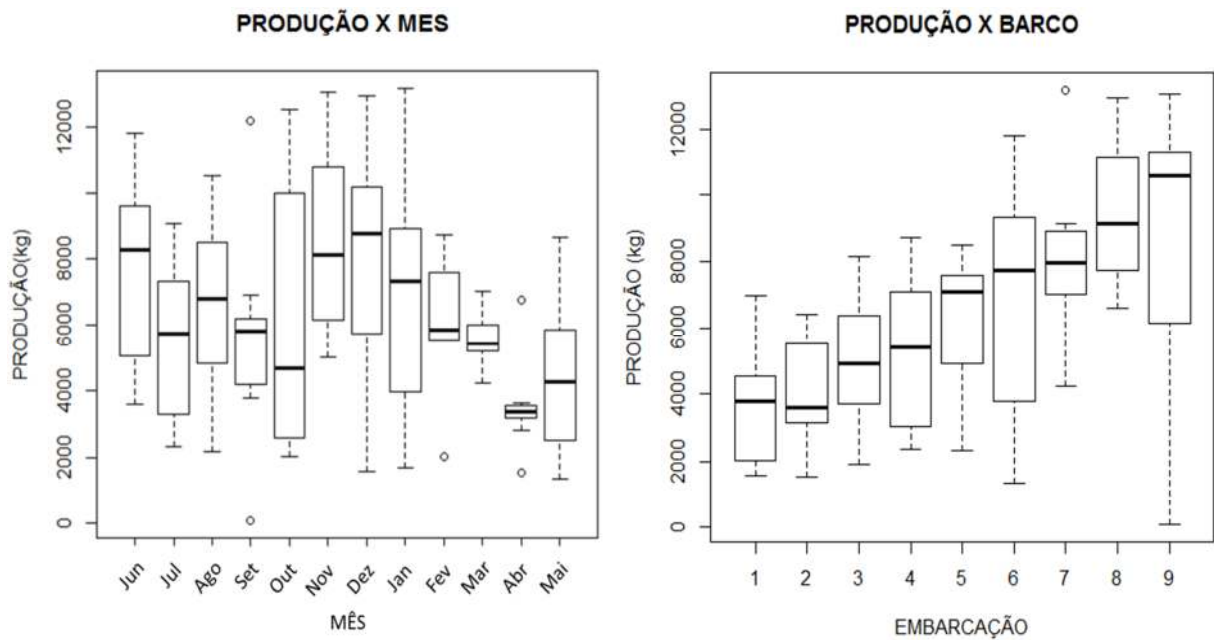 PRODUÇÃO X MES
PRODUÇÃO(kg)
12000
8000
6000
4000
2000
0
Jun Jul Ago Set Out Nov Dez Jan Fev Mar Abr Mai
MÊS
PRODUÇÃO X BARCO
PRODUÇÃO (kg)
12000
8000
6000
4000
2000
0
1 2 3 4 5 6 7 8 9
EMBARCAÇÃO